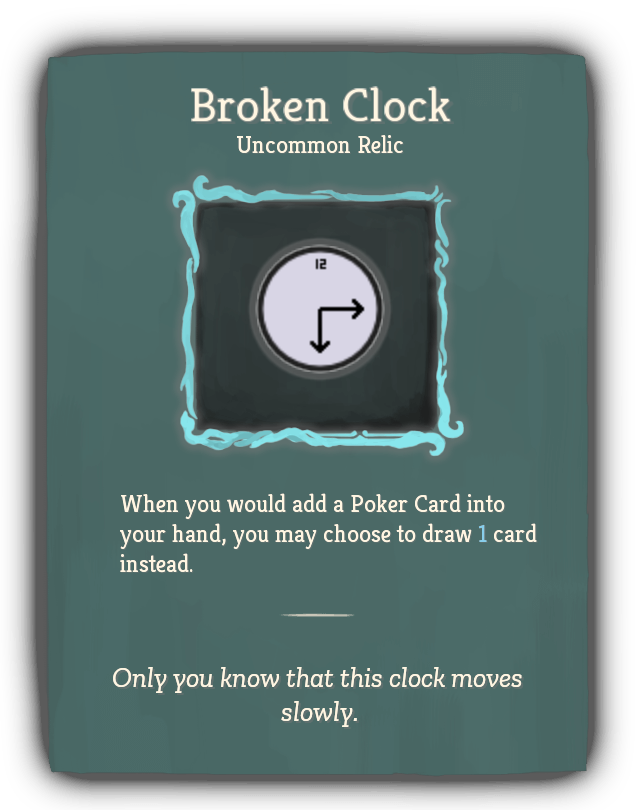 Broken Clock
Uncommon Relic
12
When you would add a Poker Card into
your hand, you may choose to draw 1 card
instead.
Only you know that this clock moves
slowly.